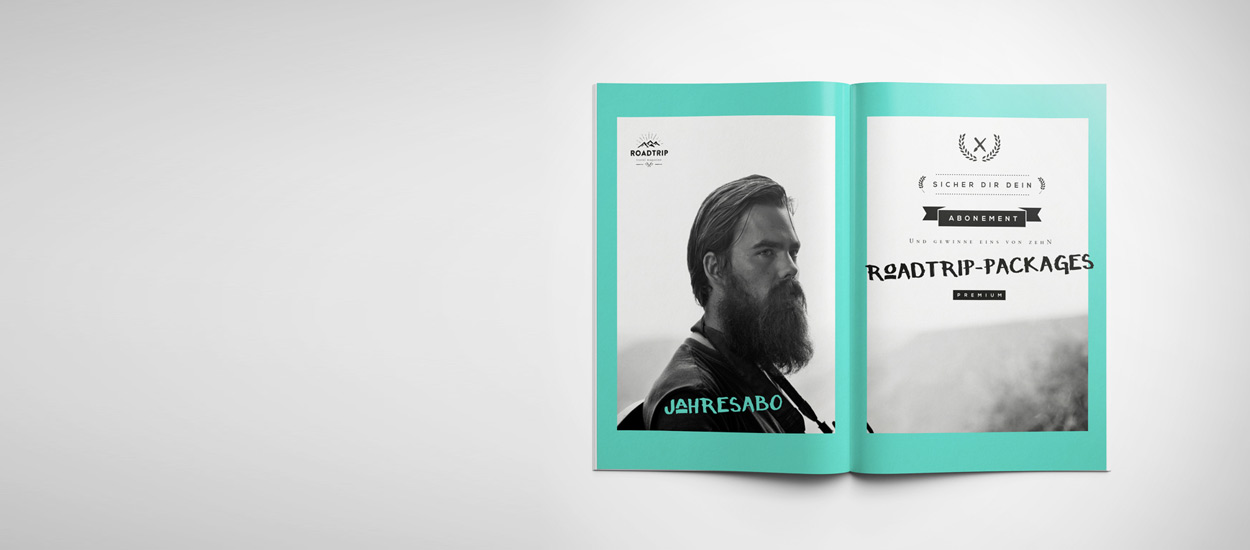 ROADTRIP
JAHRESABO
SICHER DIR DEIN
ABONEMENT
UND GEWINNE EINS VON ZEHN
ROADTRIP-PACKAGES
PREMIUM